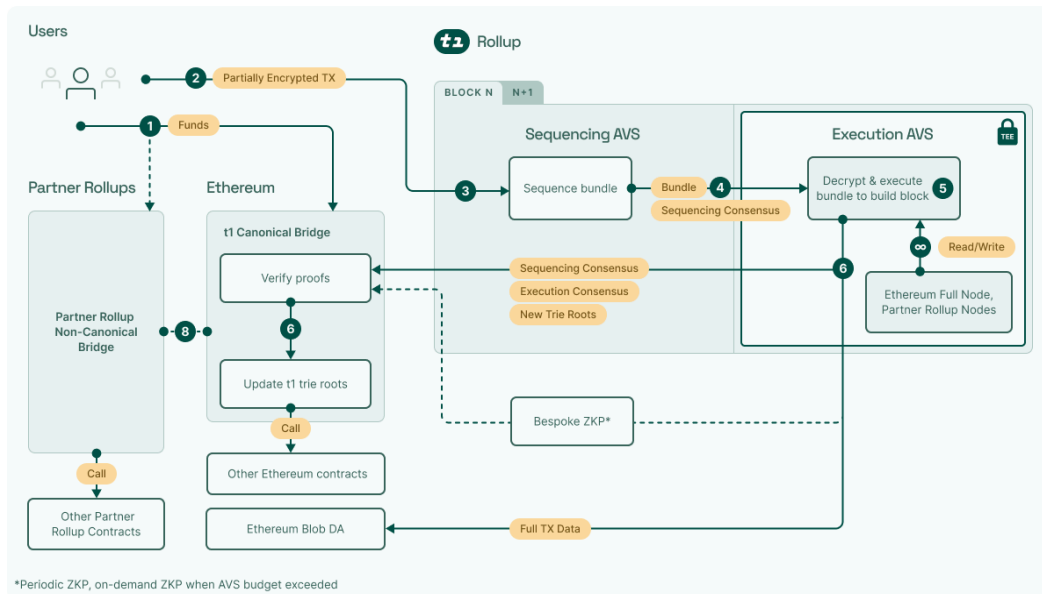 Users
t1 Rollup
2
Partially Encrypted TX
BLOCK N
N+1
1
Funds
Sequencing AVS
Execution AVS
TEE
Partner Rollups
Ethereum
3
Sequence bundle
Bundle
4
Sequencing Consensus
Decrypt & execute
bundle to build block
5
t1 Canonical Bridge
Verify proofs
Sequencing Consensus
Execution Consensus
New Trie Roots
6
∞
Read/Write
Ethereum Full Node,
Partner Rollup Nodes
Partner Rollup
Non-Canonical
Bridge
8
6
Update t1 trie roots
Call
Bespoke ZKP*
Call
Other Ethereum contracts
Other Partner
Rollup Contracts
Ethereum Blob DA
Full TX Data
*Periodic ZKP, on-demand ZKP when AVS budget exceeded